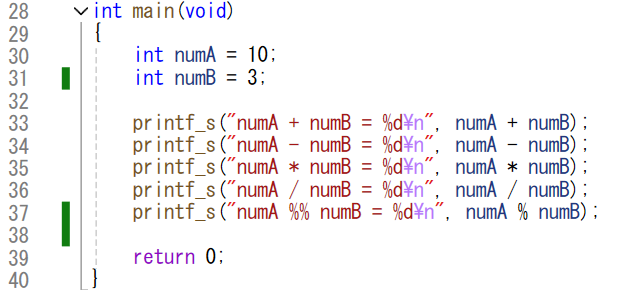 28 int main(void)
29 {
30 int numA = 10;
31 int numB = 3;
32
33 printf_s("numA + numB = %d¥n", numA + numB);
34 printf_s("numA - numB = %d¥n", numA - numB);
35 printf_s("numA * numB = %d¥n", numA * numB);
36 printf_s("numA / numB = %d¥n", numA / numB);
37 printf_s("numA %% numB = %d¥n", numA % numB);
38
39 return 0;
40 }